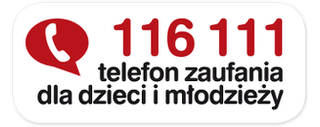 116 111
telefon zaufania
dla dzieci i młodzieży